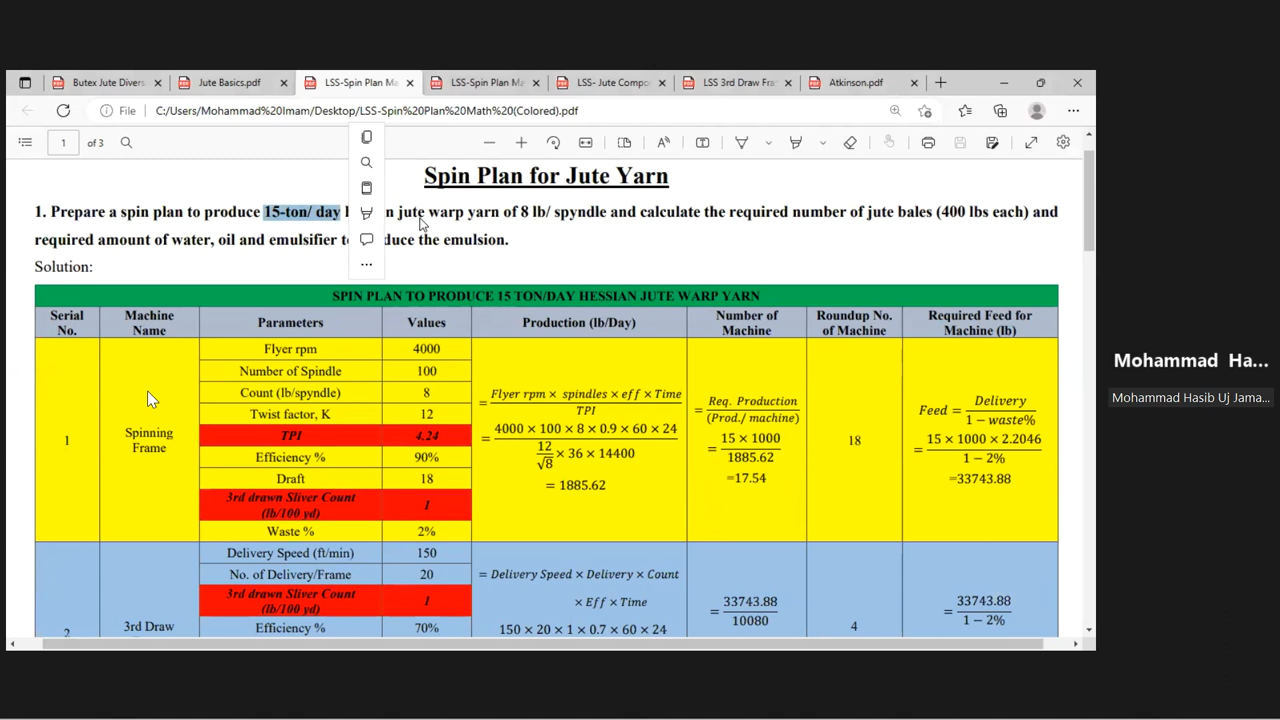 Butex Jute Divers
Jute Basics.pdf
LSS-Spin Plan Ma
LSS-Spin Plan Ma
LSS- Jute Compo
LSS 3rd Draw Fra
Atkinson.pdf
File
C:/Users/Mohammad%20Imam/Desktop/LSS-Spin%20Plan%20Math%20(Colored).pdf
1 of 3
Spin Plan for Jute Yarn
1. Prepare a spin plan to produce 15-ton/ day n jute warp yarn of 8 lb/ spyndle and calculate the required number of jute bales (400 lbs each) and
required amount of water, oil and emulsifier t duce the emulsion.
Solution:
SPIN PLAN TO PRODUCE 15 TON/DAY HESSIAN JUTE WARP YARN
Serial No. Machine Name Parameters Values Production (lb/Day) Number of Machine Roundup No. of Machine Required Feed for Machine (lb)
1
Spinning Frame
Flyer rpm 4000
Number of Spindle 100
Count (lb/spyndle) 8
Twist factor, K 12
TPI 4.24
Efficiency % 90%
Draft 18
3rd drawn Sliver Count (lb/100 yd) 1
Waste % 2%
= Flyer rpm × spindles × eff × Time
TPI
= 4000 × 100 × 8 × 0.9 × 60 × 24
12
√8 × 36 × 14400
= 1885.62
= Req. Production
(Prod./ machine)
= 15 × 1000
1885.62
=17.54
18
Feed = Delivery
1 − waste%
= 15 × 1000 × 2.2046
1 − 2%
=33743.88
2
3rd Draw
Delivery Speed (ft/min) 150
No. of Delivery/Frame 20
3rd drawn Sliver Count (lb/100 yd) 1
Efficiency % 70%
= Delivery Speed × Delivery × Count
× Eff × Time
150 × 20 × 1 × 0.7 × 60 × 24
= 33743.88
10080
4
= 33743.88
1 − 2%
Mohammad Ha...
Mohammad Hasib Uj Jama...